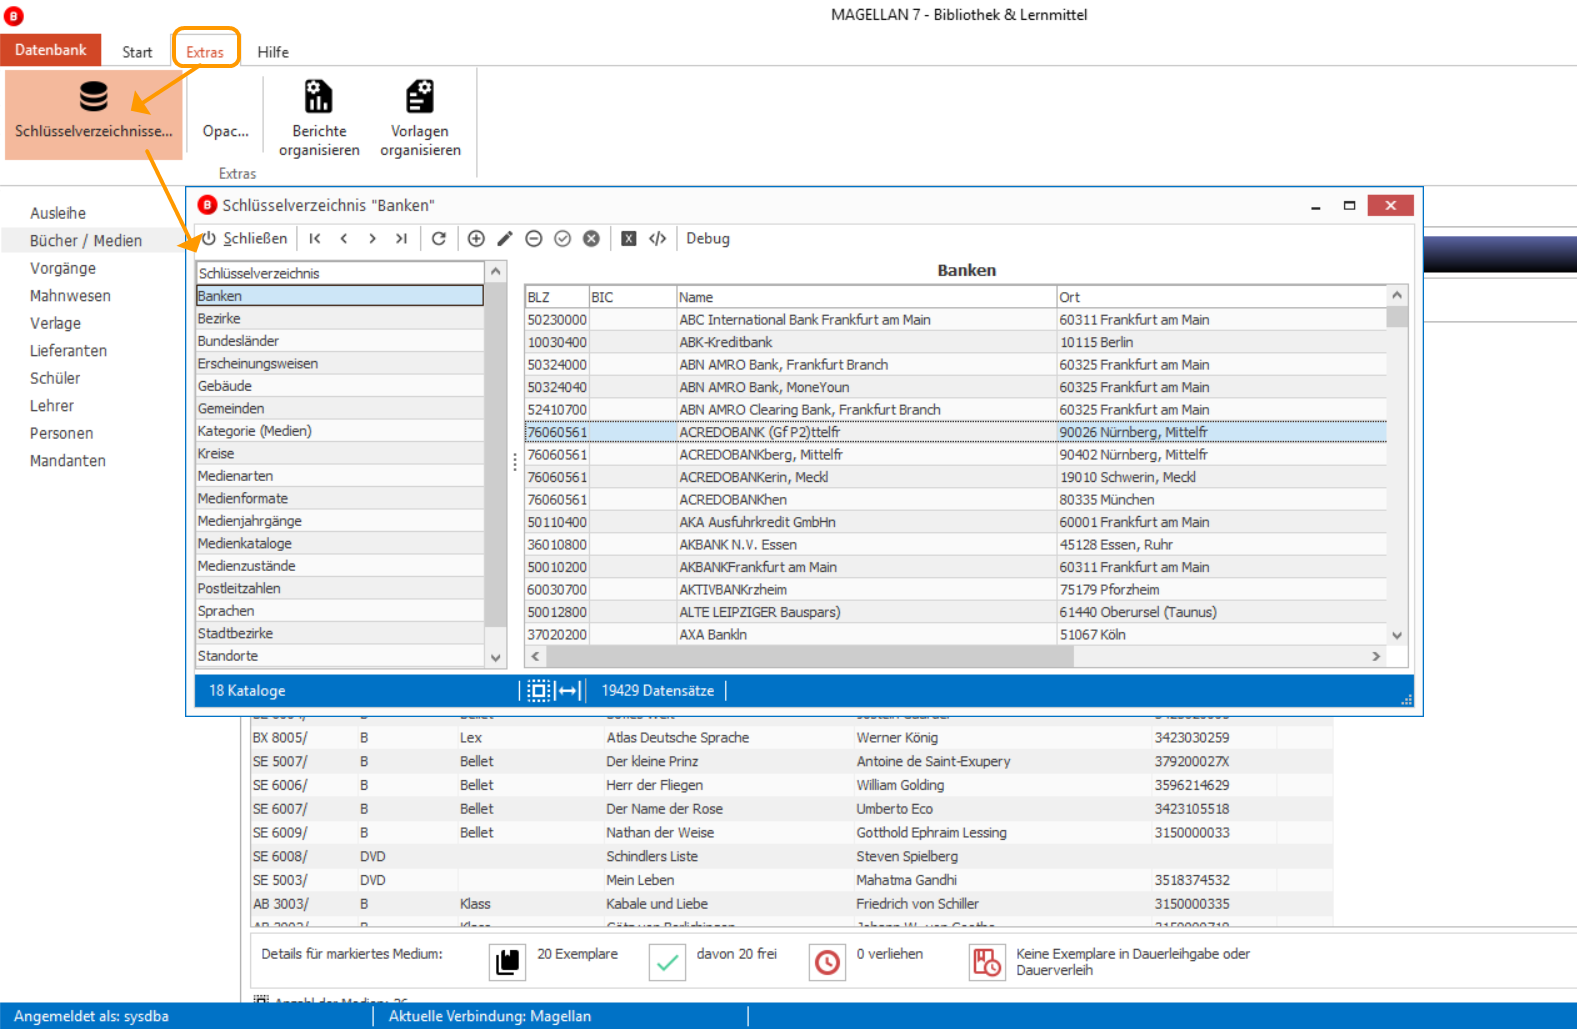 MAGELLAN 7 - Bibliothek & Lernmittel
Datenbank Start Extras Hilfe
Schlüsselverzeichnisse...
Opac...
Berichte organisieren
Vorlagen organisieren
Extras
Ausleihe
Bücher / Medien
Vorgänge
Mahnwesen
Verlage
Lieferanten
Schüler
Lehrer
Personen
Mandanten
B Schlüsselverzeichnis "Banken"
Schließen Debug
Schlüsselverzeichnis
Banken
Bezirke
Bundesländer
Erscheinungsweisen
Gebäude
Gemeinden
Kategorie (Medien)
Kreise
Medienarten
Medienformate
Medienjahrgänge
Medienkataloge
Medienzustände
Postleitzahlen
Sprachen
Stadtbezirke
Standorte
Banken
BLZ BIC Name Ort
50230000 ABC International Bank Frankfurt am Main 60311 Frankfurt am Main
10030400 ABK-Kreditbank 10115 Berlin
50324000 ABN AMRO Bank, Frankfurt Branch 60325 Frankfurt am Main
50324040 ABN AMRO Bank, MoneYoun 60325 Frankfurt am Main
52410700 ABN AMRO Clearing Bank, Frankfurt Branch 60325 Frankfurt am Main
76060561 ACREDOBANK (Gf P2)ttelfr 90026 Nürnberg, Mittelfr
76060561 ACREDOBANKberg, Mittelfr 90402 Nürnberg, Mittelfr
76060561 ACREDOBANKerin, Meckl 19010 Schwerin, Meckl
76060561 ACREDOBANKhen 80335 München
50110400 AKA Ausfuhrkredit GmbHn 60001 Frankfurt am Main
36010800 AKBANK N.V. Essen 45128 Essen, Ruhr
50010200 AKBANKFrankfurt am Main 60311 Frankfurt am Main
60030700 AKTIVBANKrzheim 75179 Pforzheim
50012800 ALTE LEIPZIGER Bauspars) 61440 Oberursel (Taunus)
37020200 AXA Bankln 51067 Köln
18 Kataloge 19429 Datensätze
BX 8005/ B Lex Atlas Deutsche Sprache Werner König 3423030259
SE 5007/ B Bellet Der kleine Prinz Antoine de Saint-Exupery 379200027X
SE 6006/ B Bellet Herr der Fliegen William Golding 3596214629
SE 6007/ B Bellet Der Name der Rose Umberto Eco 3423105518
SE 6009/ B Bellet Nathan der Weise Gotthold Ephraim Lessing 3150000033
SE 6008/ DVD Schindlers Liste Steven Spielberg
SE 5003/ DVD Mein Leben Mahatma Gandhi 3518374532
AB 3003/ B Klass Kabale und Liebe Friedrich von Schiller 3150000335
Details für markiertes Medium: 20 Exemplare davon 20 frei 0 verliehen Keine Exemplare in Dauerleihgabe oder
Dauerverleih
Anzahl der Medien: 26
Angemeldet als: sysdba Aktuelle Verbindung: Magellan